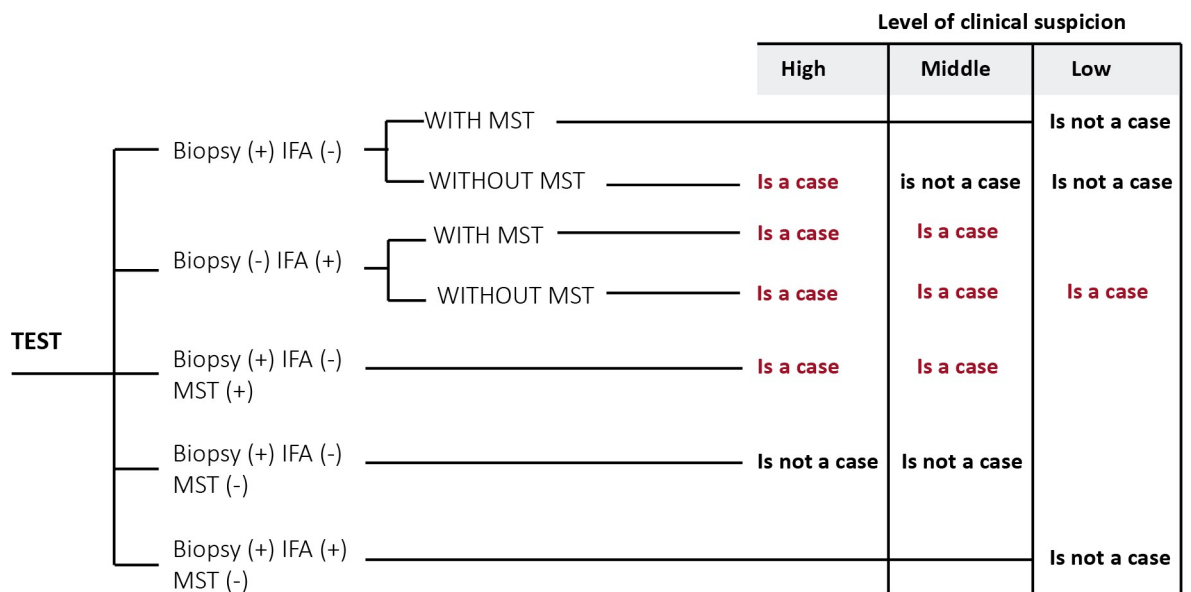 Level of clinical suspicion
High Middle Low
WITH MST Is not a case
Biopsy (+) IFA (-)
WITHOUT MST Is a case is not a case Is not a case
WITH MST Is a case Is a case
Biopsy (-) IFA (+)
WITHOUT MST Is a case Is a case Is a case
TEST
Biopsy (+) IFA (-) Is a case Is a case
MST (+)
Biopsy (+) IFA (-) Is not a case Is not a case
MST (-)
Biopsy (+) IFA (+) Is not a case
MST (-)